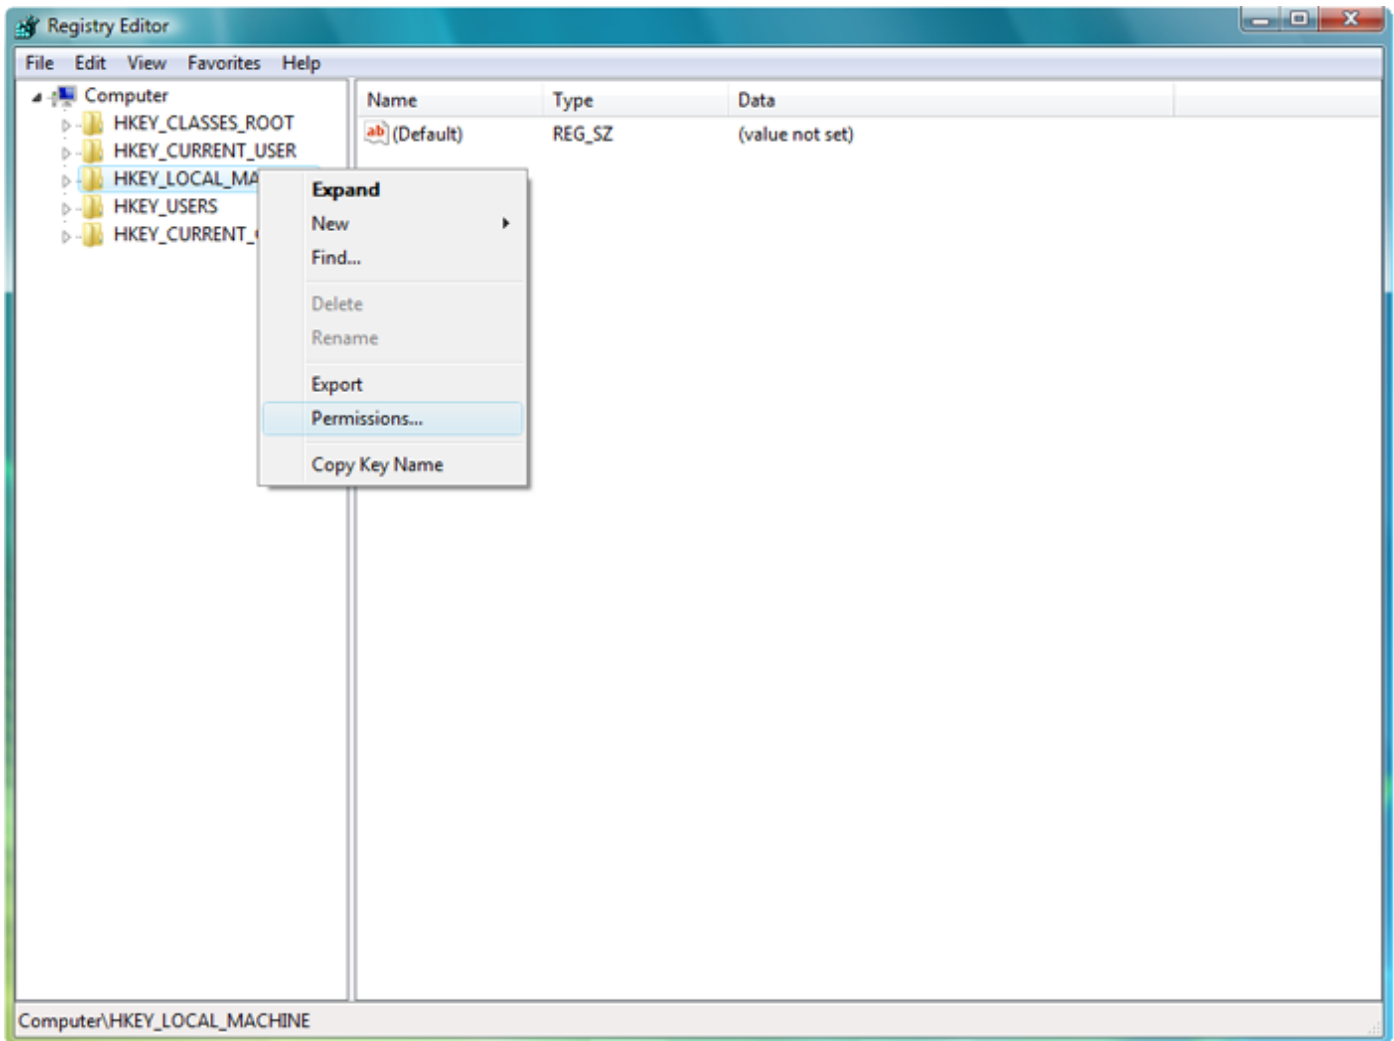 Registry Editor
File Edit View Favorites Help
Computer
HKEY_CLASSES_ROOT
HKEY_CURRENT_USER
HKEY_LOCAL_MA
HKEY_USERS
HKEY_CURRENT_
Name Type Data
ab (Default) REG_SZ (value not set)
Expand
New
Find...
Delete
Rename
Export
Permissions...
Copy Key Name
Computer\HKEY_LOCAL_MACHINE